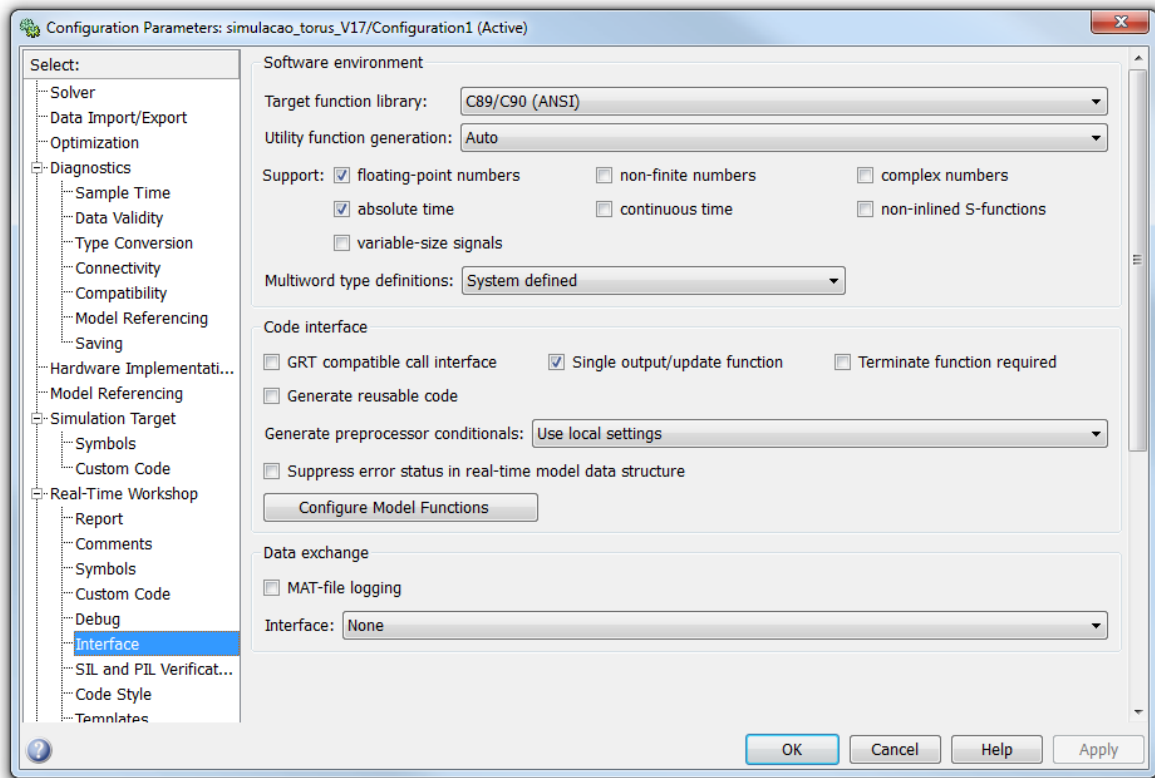 Configuration Parameters: simulacao_torus_V17/Configuration1 (Active)
Select:
Solver
Data Import/Export
Optimization
Diagnostics
Sample Time
Data Validity
Type Conversion
Connectivity
Compatibility
Model Referencing
Saving
Hardware Implementati...
Model Referencing
Simulation Target
Symbols
Custom Code
Real-Time Workshop
Report
Comments
Symbols
Custom Code
Debug
Interface
SIL and PIL Verificat...
Code Style
Templates
Software environment
Target function library: C89/C90 (ANSI)
Utility function generation: Auto
Support: floating-point numbers non-finite numbers complex numbers
absolute time continuous time non-inlined S-functions
variable-size signals
Multiword type definitions: System defined
Code interface
GRT compatible call interface Single output/update function Terminate function required
Generate reusable code
Generate preprocessor conditionals: Use local settings
Suppress error status in real-time model data structure
Configure Model Functions
Data exchange
MAT-file logging
Interface: None
OK Cancel Help Apply